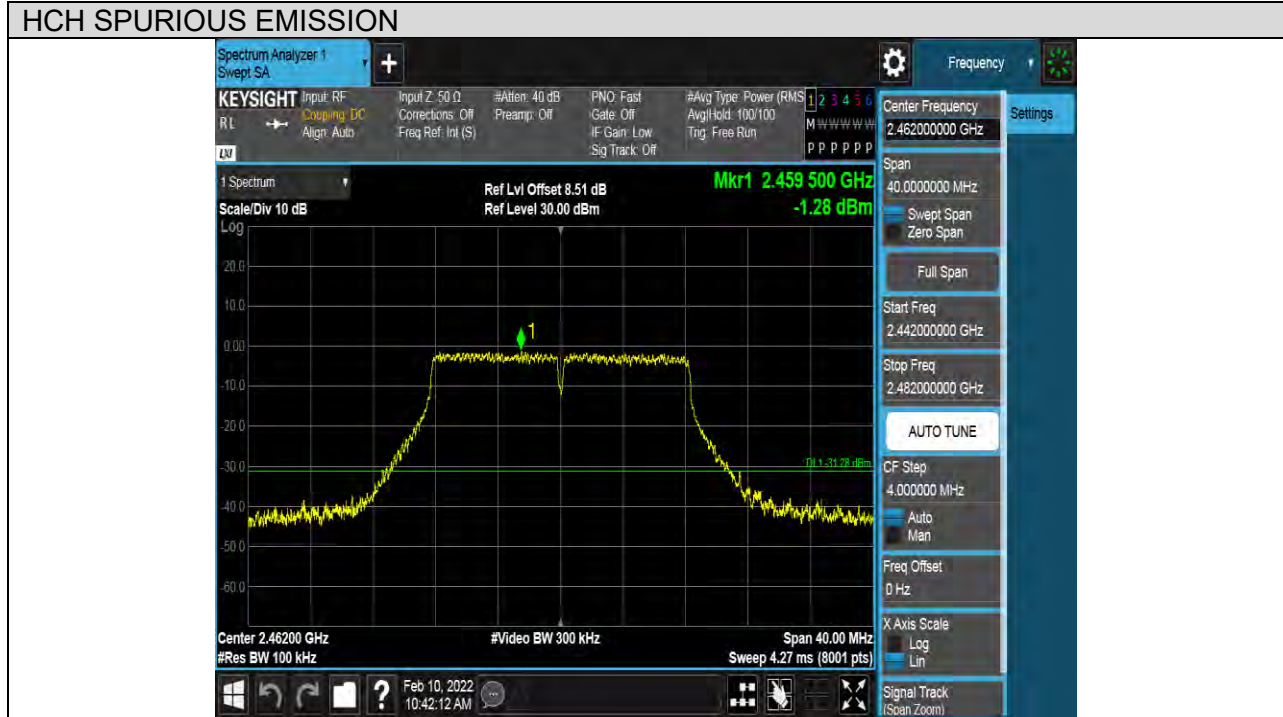 HCH SPURIOUS EMISSION
Spectrum Analyzer 1
Swept SA
+
Frequency
KEYSIGHT
RL
LXI
Input: RF
Coupling: DC
Align: Auto
Input Z: 50 Ω
Corrections: Off
Freq Ref: Int (S)
#Atten: 40 dB
Preamp: Off
PNO: Fast
Gate: Off
IF Gain: Low
Sig Track: Off
#Avg Type: Power (RMS
Avg|Hold: 100/100
Trig: Free Run
1 2 3 4 5 6
M W W W W W
P P P P P P
1 Spectrum
Scale/Div 10 dB
Ref Lvl Offset 8.51 dB
Ref Level 30.00 dBm
Mkr1 2.459 500 GHz
-1.28 dBm
Log
20.0
10.0
0.00
-10.0
-20.0
-30.0
-40.0
-50.0
-60.0
1
DL1 -31.28 dBm
Center 2.46200 GHz
#Res BW 100 kHz
#Video BW 300 kHz
Span 40.00 MHz
Sweep 4.27 ms (8001 pts)
?
Feb 10, 2022
10:42:12 AM
Center Frequency
2.462000000 GHz
Settings
Span
40.0000000 MHz
Swept Span
Zero Span
Full Span
Start Freq
2.442000000 GHz
Stop Freq
2.482000000 GHz
AUTO TUNE
CF Step
4.000000 MHz
Auto
Man
Freq Offset
0 Hz
X Axis Scale
Log
Lin
Signal Track
(Span Zoom)